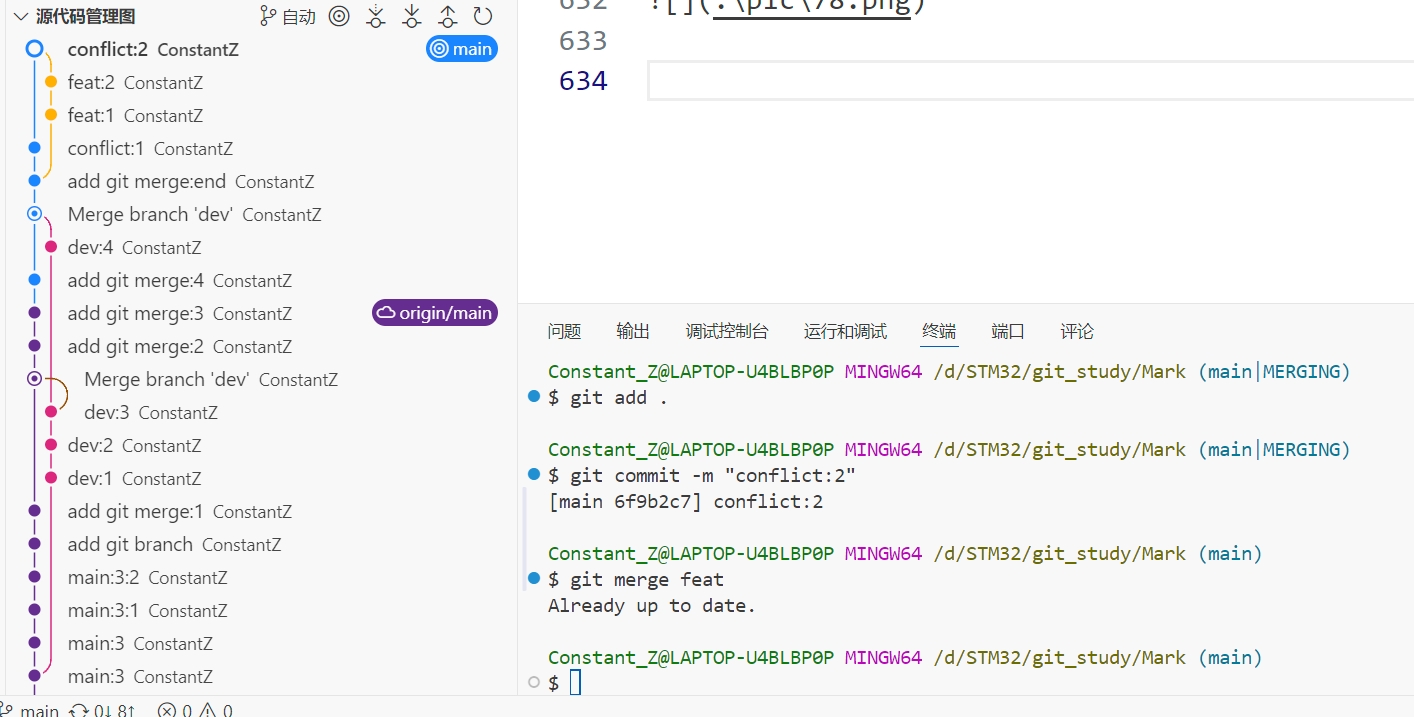 源代码管理图 自动
conflict:2 ConstantZ main
feat:2 ConstantZ
feat:1 ConstantZ
conflict:1 ConstantZ
add git merge:end ConstantZ
Merge branch 'dev' ConstantZ
dev:4 ConstantZ
add git merge:4 ConstantZ
add git merge:3 ConstantZ origin/main
add git merge:2 ConstantZ
Merge branch 'dev' ConstantZ
dev:3 ConstantZ
dev:2 ConstantZ
dev:1 ConstantZ
add git merge:1 ConstantZ
add git branch ConstantZ
main:3:2 ConstantZ
main:3:1 ConstantZ
main:3 ConstantZ
main:3 ConstantZ
main 0↓ 8↑ 0 0
632 ![](.\pic\78.png)
633
634
问题 输出 调试控制台 运行和调试 终端 端口 评论
Constant_Z@LAPTOP-U4BLBP0P MINGW64 /d/STM32/git_study/Mark (main|MERGING)
$ git add .
Constant_Z@LAPTOP-U4BLBP0P MINGW64 /d/STM32/git_study/Mark (main|MERGING)
$ git commit -m "conflict:2"
[main 6f9b2c7] conflict:2
Constant_Z@LAPTOP-U4BLBP0P MINGW64 /d/STM32/git_study/Mark (main)
$ git merge feat
Already up to date.
Constant_Z@LAPTOP-U4BLBP0P MINGW64 /d/STM32/git_study/Mark (main)
$